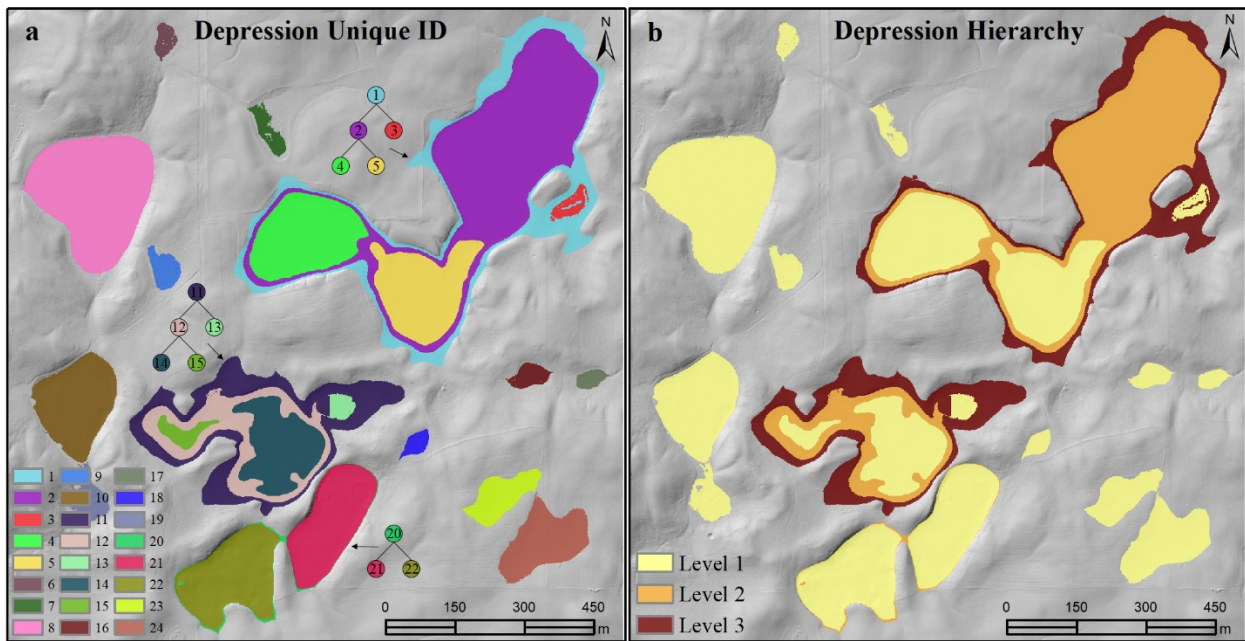 a Depression Unique ID N
1
2 3
4 5
11
12 13
14 15
20
21 22
1 9 17
2 10 18
3 11 19
4 12 20
5 13 21
6 14 22
7 15 23
8 16 24
0 150 300 450
m
b Depression Hierarchy N
Level 1
Level 2
Level 3
0 150 300 450
m